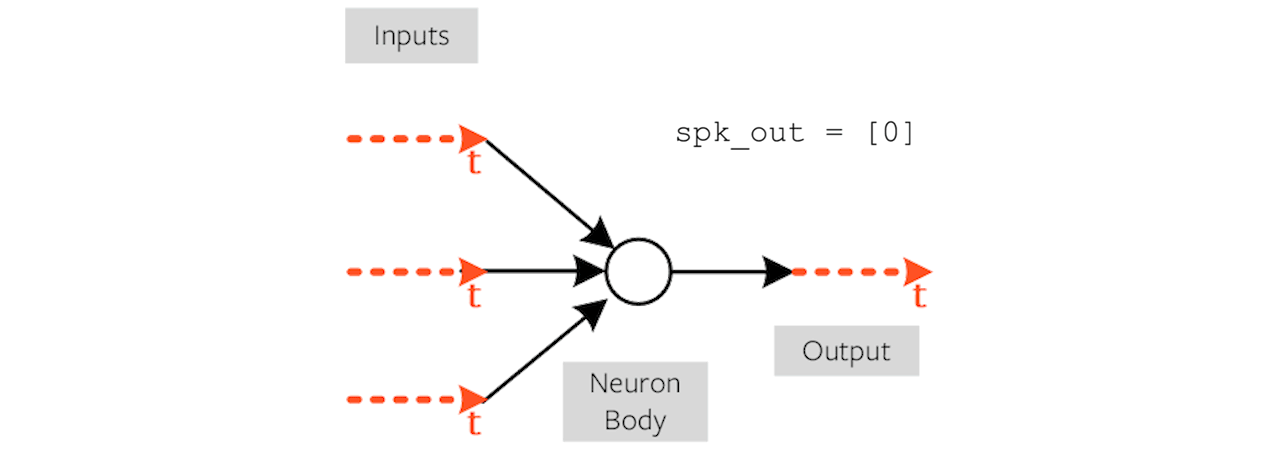 Inputs
spk_out = [0]
t
t
t
Output
t
Neuron
Body